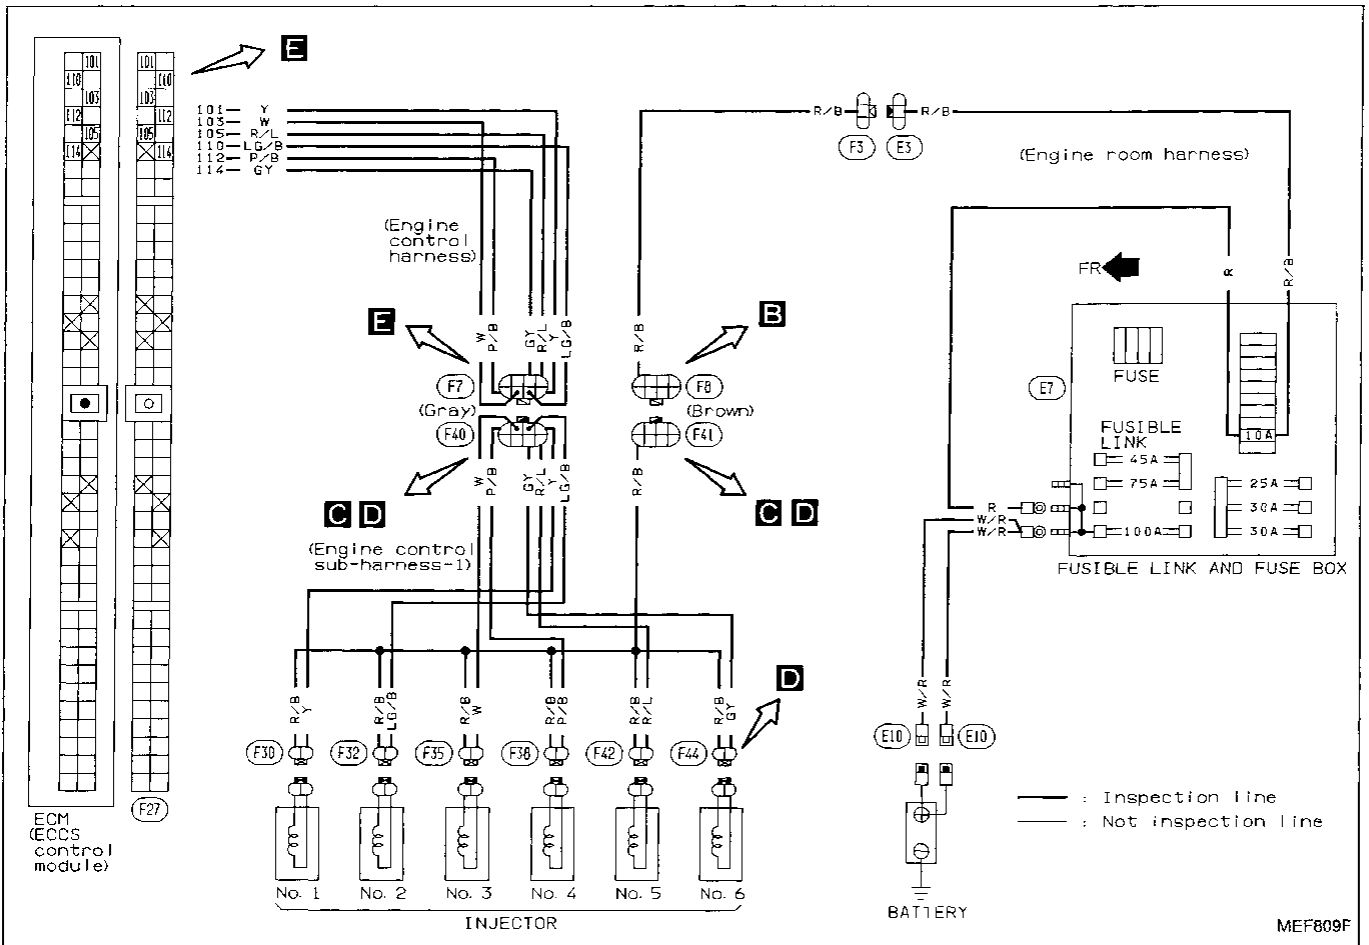 E
101 101
110 110
103 103
112 112
105 105
114 114
101— Y
103— W
105— R/L
110— LG/B
112— P/B
114— GY
R/B R/B
F3 E3
(Engine room harness)
(Engine
control
harness)
FR
R
R/B
E
B
W
P/B
GY
R/L
Y
LG/B
R/B
FUSE
E7
F7 F8
(Gray) (Brown)
F40 F41
10A
FUSIBLE
LINK
45A
75A 25A
30A
100A 30A
W
P/B
GY
R/L
Y
LG/B
R/B
C D
C D
R
W/R
W/R
(Engine control
sub-harness-1)
FUSIBLE LINK AND FUSE BOX
D
R/B Y
R/B LG/B
R/B W
R/B P/B
R/B R/L
R/B GY
W/R W/R
F30 F32 F35 F38 F42 F44
E10 E10
F27
ECM
(ECCS
control
module)
: Inspection line
: Not inspection line
No. 1 No. 2 No. 3 No. 4 No. 5 No. 6
INJECTOR
BATTERY
MEF809F